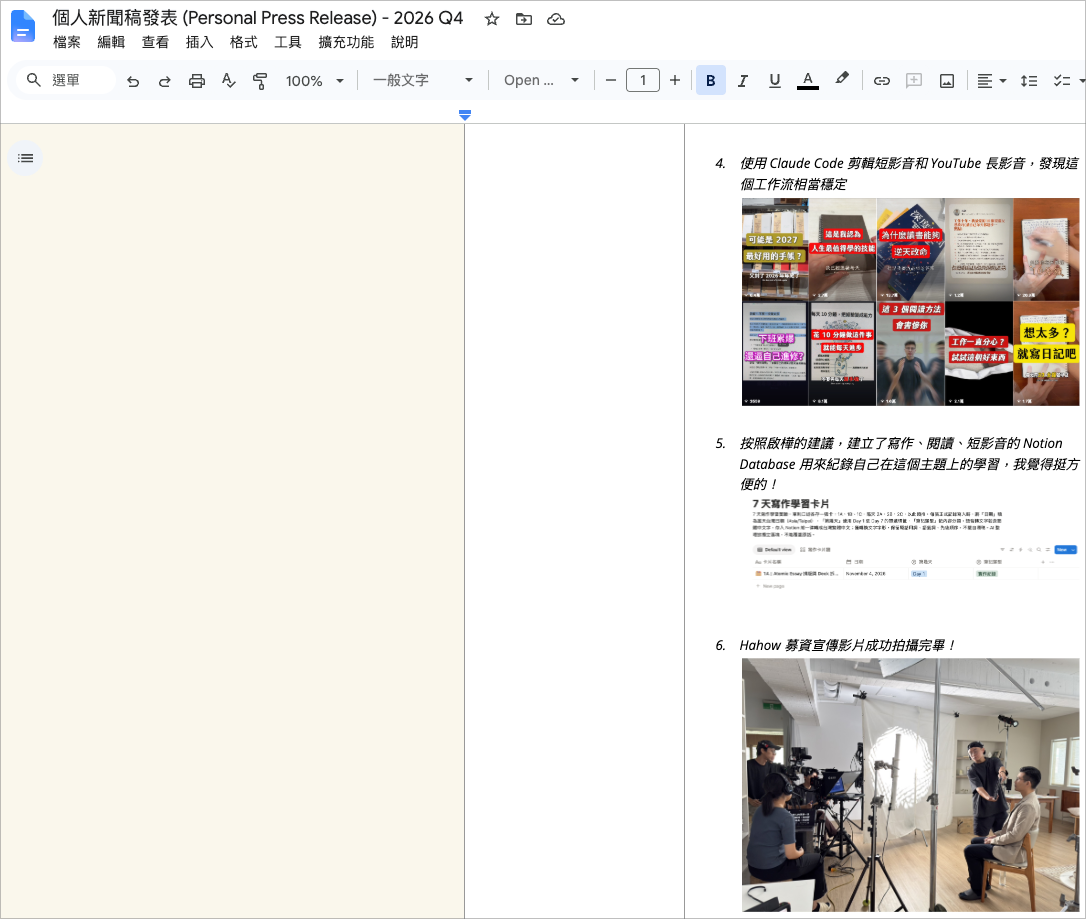 個人新聞稿發表 (Personal Press Release) - 2026 Q4
檔案 編輯 查看 插入 格式 工具 擴充功能 說明
選單 100% 一般文字 Open ... 1 B I U A
4. 使用 Claude Code 剪輯短影音和 YouTube 長影音，發現這
個工作流相當穩定
可能是 2027
最好用的手帳？
這是我認為
人生最值得學的技能
為什麼讀書能夠
逆天改命
下班累爆
還逼自己進修?
花 10 分鐘做這件事
就能每天進步
這 3 個閱讀方法
會害慘你
工作一直分心？
試試這個好東西
想太多？
就寫日記吧
5. 按照啟樺的建議，建立了寫作、閱讀、短影音的 Notion
Database 用來紀錄自己在這個主題上的學習，我覺得挺方
便的！
7 天寫作學習卡片
Default view
New
November 4, 2026
Day 1
New page
6. Hahow 募資宣傳影片成功拍攝完畢！